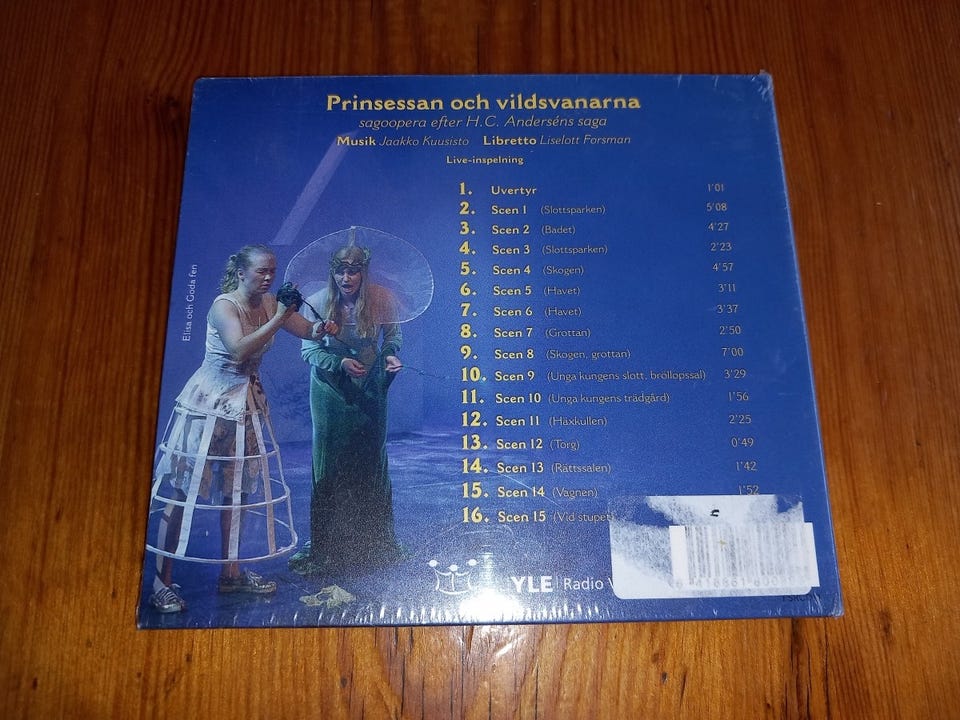 Prinsessan och vildsvanarna
sagoopera efter H.C. Anderséns saga
Musik Jaakko Kuusisto Libretto Liselott Forsman
Live-inspelning
1. Uvertyr 1'01
2. Scen 1 (Slottsparken) 5'08
3. Scen 2 (Badet) 4'27
4. Scen 3 (Slottsparken) 2'23
5. Scen 4 (Skogen) 4'57
6. Scen 5 (Havet) 3'11
7. Scen 6 (Havet) 3'37
8. Scen 7 (Grottan) 2'50
9. Scen 8 (Skogen, grottan) 7'00
10. Scen 9 (Unga kungens slott, bröllopssal) 3'29
11. Scen 10 (Unga kungens trädgård) 1'56
12. Scen 11 (Häxkullen) 2'25
13. Scen 12 (Torg) 0'49
14. Scen 13 (Rättssalen) 1'42
15. Scen 14 (Vagnen) 1'52
16. Scen 15 (Vid stupet
Elisa och Goda fen
YLE Radio